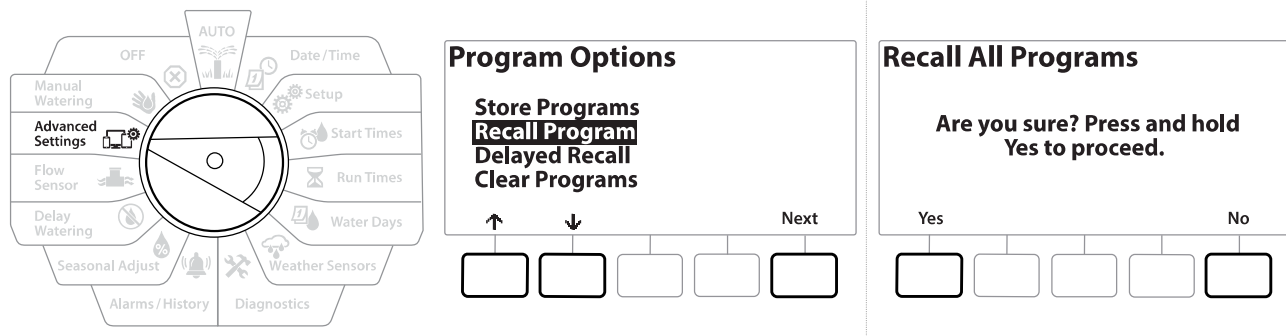 AUTO
OFF
Date/Time
Manual
Watering
Setup
Advanced
Settings
Start Times
Flow
Sensor
Run Times
Delay
Watering
Water Days
Seasonal Adjust
Weather Sensors
Alarms/History
Diagnostics
Program Options
Store Programs
Recall Program
Delayed Recall
Clear Programs
Next
Recall All Programs
Are you sure? Press and hold
Yes to proceed.
Yes
No